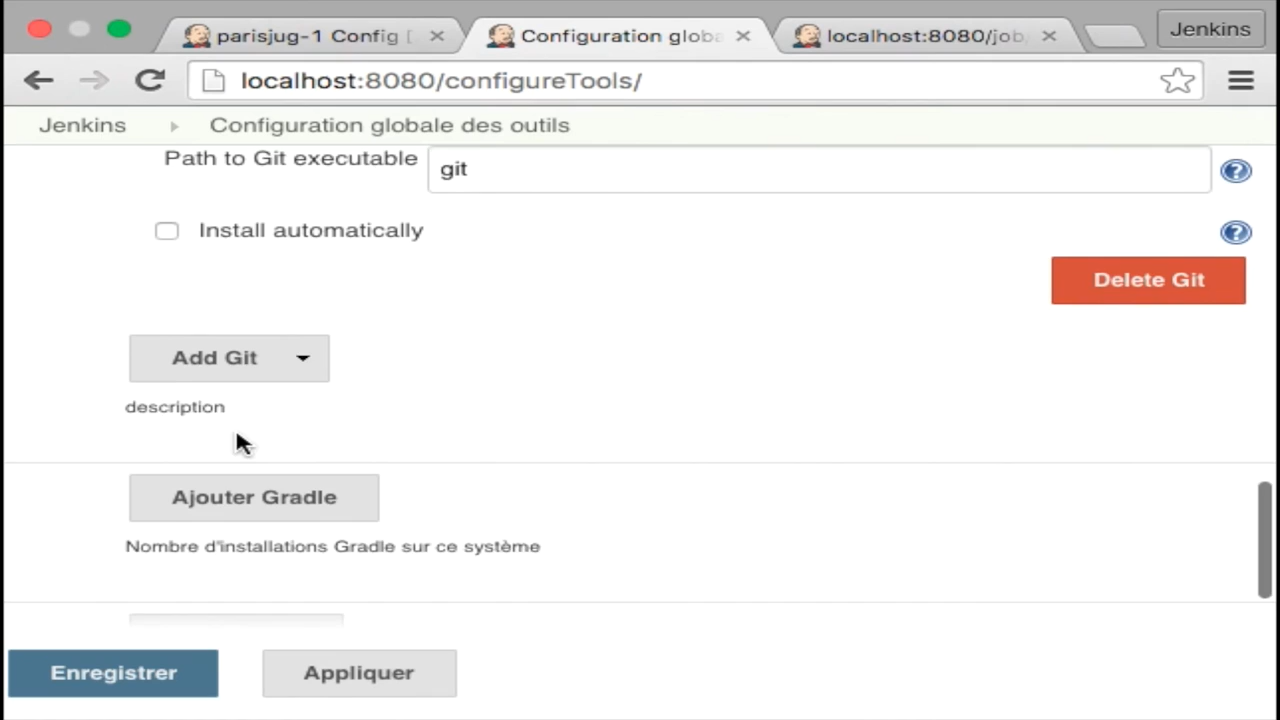 parisjug-1 Config [
Configuration globa
localhost:8080/job,
Jenkins
localhost:8080/configureTools/
Jenkins
Configuration globale des outils
Path to Git executable
git
Install automatically
Delete Git
Add Git
description
Ajouter Gradle
Nombre d'installations Gradle sur ce système
Enregistrer
Appliquer